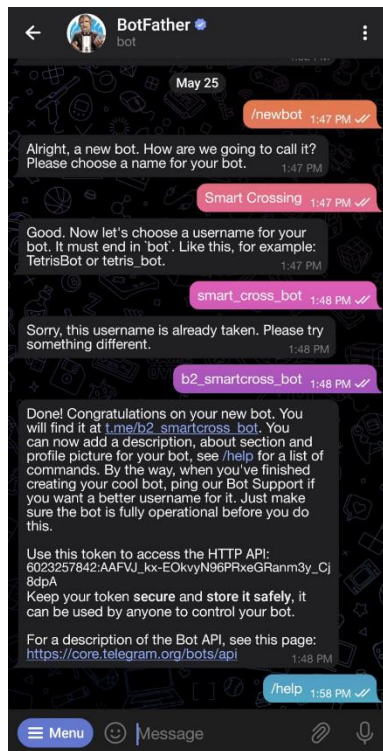 BotFather
bot
May 25
/newbot 1:47 PM
Alright, a new bot. How are we going to call it?
Please choose a name for your bot.
1:47 PM
Smart Crossing 1:47 PM
Good. Now let's choose a username for your
bot. It must end in `bot`. Like this, for example:
TetrisBot or tetris_bot.
1:47 PM
smart_cross_bot 1:48 PM
Sorry, this username is already taken. Please try
something different.
1:48 PM
b2_smartcross_bot 1:48 PM
Done! Congratulations on your new bot. You
will find it at t.me/b2_smartcross_bot. You
can now add a description, about section and
profile picture for your bot, see /help for a list of
commands. By the way, when you've finished
creating your cool bot, ping our Bot Support if
you want a better username for it. Just make
sure the bot is fully operational before you do
this.
Use this token to access the HTTP API:
6023257842:AAFVJ_kx-EOkvyN96PRxeGRanm3y_Cj
8dpA
Keep your token secure and store it safely, it
can be used by anyone to control your bot.
For a description of the Bot API, see this page:
https://core.telegram.org/bots/api
1:48 PM
/help 1:58 PM
Menu
Message